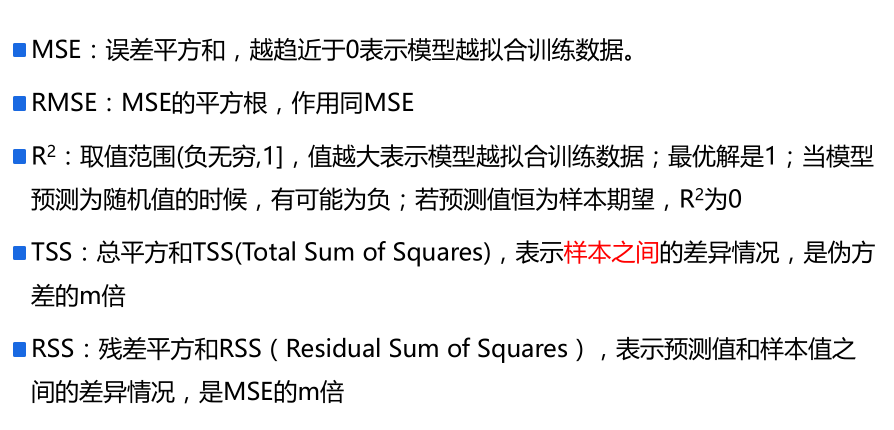 MSE：误差平方和，越趋近于0表示模型越拟合训练数据。
RMSE：MSE的平方根，作用同MSE
R²：取值范围(负无穷,1]，值越大表示模型越拟合训练数据；最优解是1；当模型
预测为随机值的时候，有可能为负；若预测值恒为样本期望，R²为0
TSS：总平方和TSS(Total Sum of Squares)，表示样本之间的差异情况，是伪方
差的m倍
RSS：残差平方和RSS（Residual Sum of Squares），表示预测值和样本值之
间的差异情况，是MSE的m倍